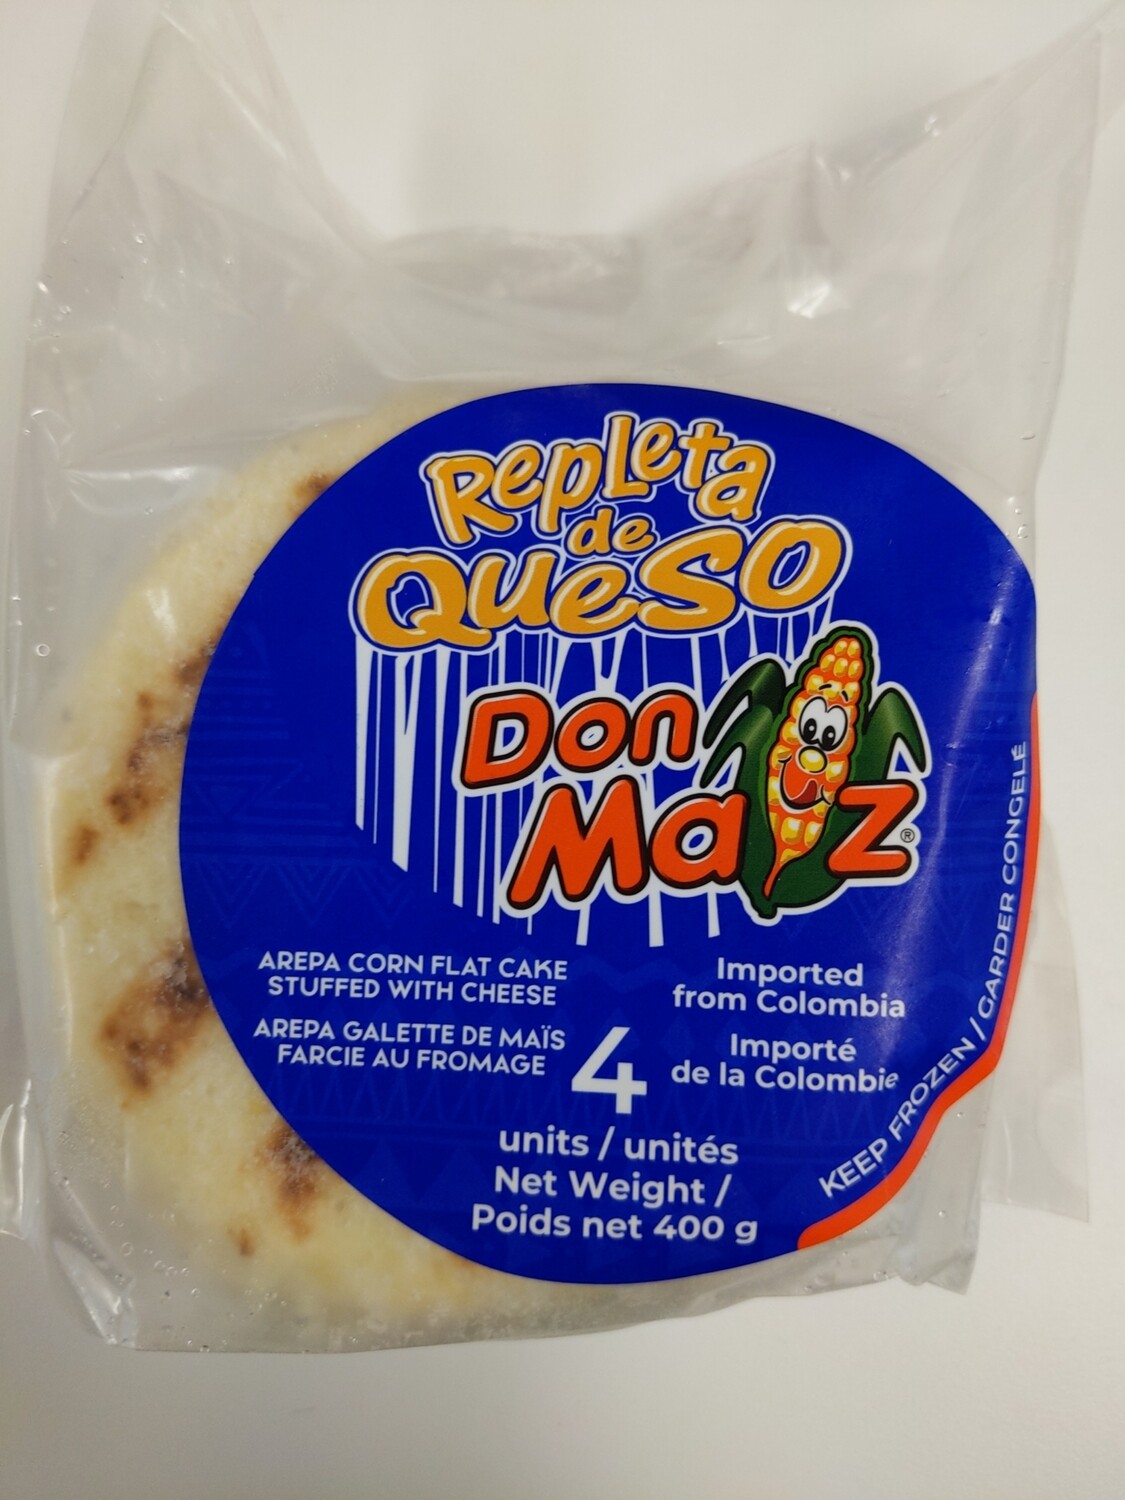 Repleta
de
Queso
Don
Maíz®
AREPA CORN FLAT CAKE
STUFFED WITH CHEESE
AREPA GALETTE DE MAÏS
FARCIE AU FROMAGE
Imported
from Colombia
Importé
de la Colombie
4
units / unités
Net Weight /
Poids net 400 g
KEEP FROZEN / GARDER CONGELÉ